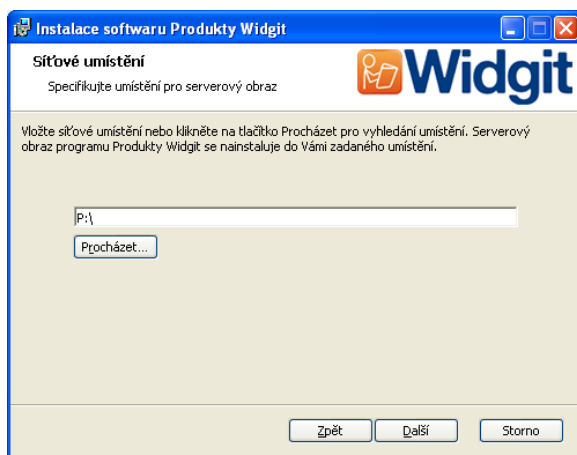 Instalace softwaru Produkty Widgit
Síťové umístění
Specifikujte umístění pro serverový obraz
Widgit
Vložte síťové umístění nebo klikněte na tlačítko Procházet pro vyhledání umístění. Serverový
obraz programu Produkty Widgit se nainstaluje do Vámi zadaného umístění.
P:\
Procházet...
Zpět
Další
Storno